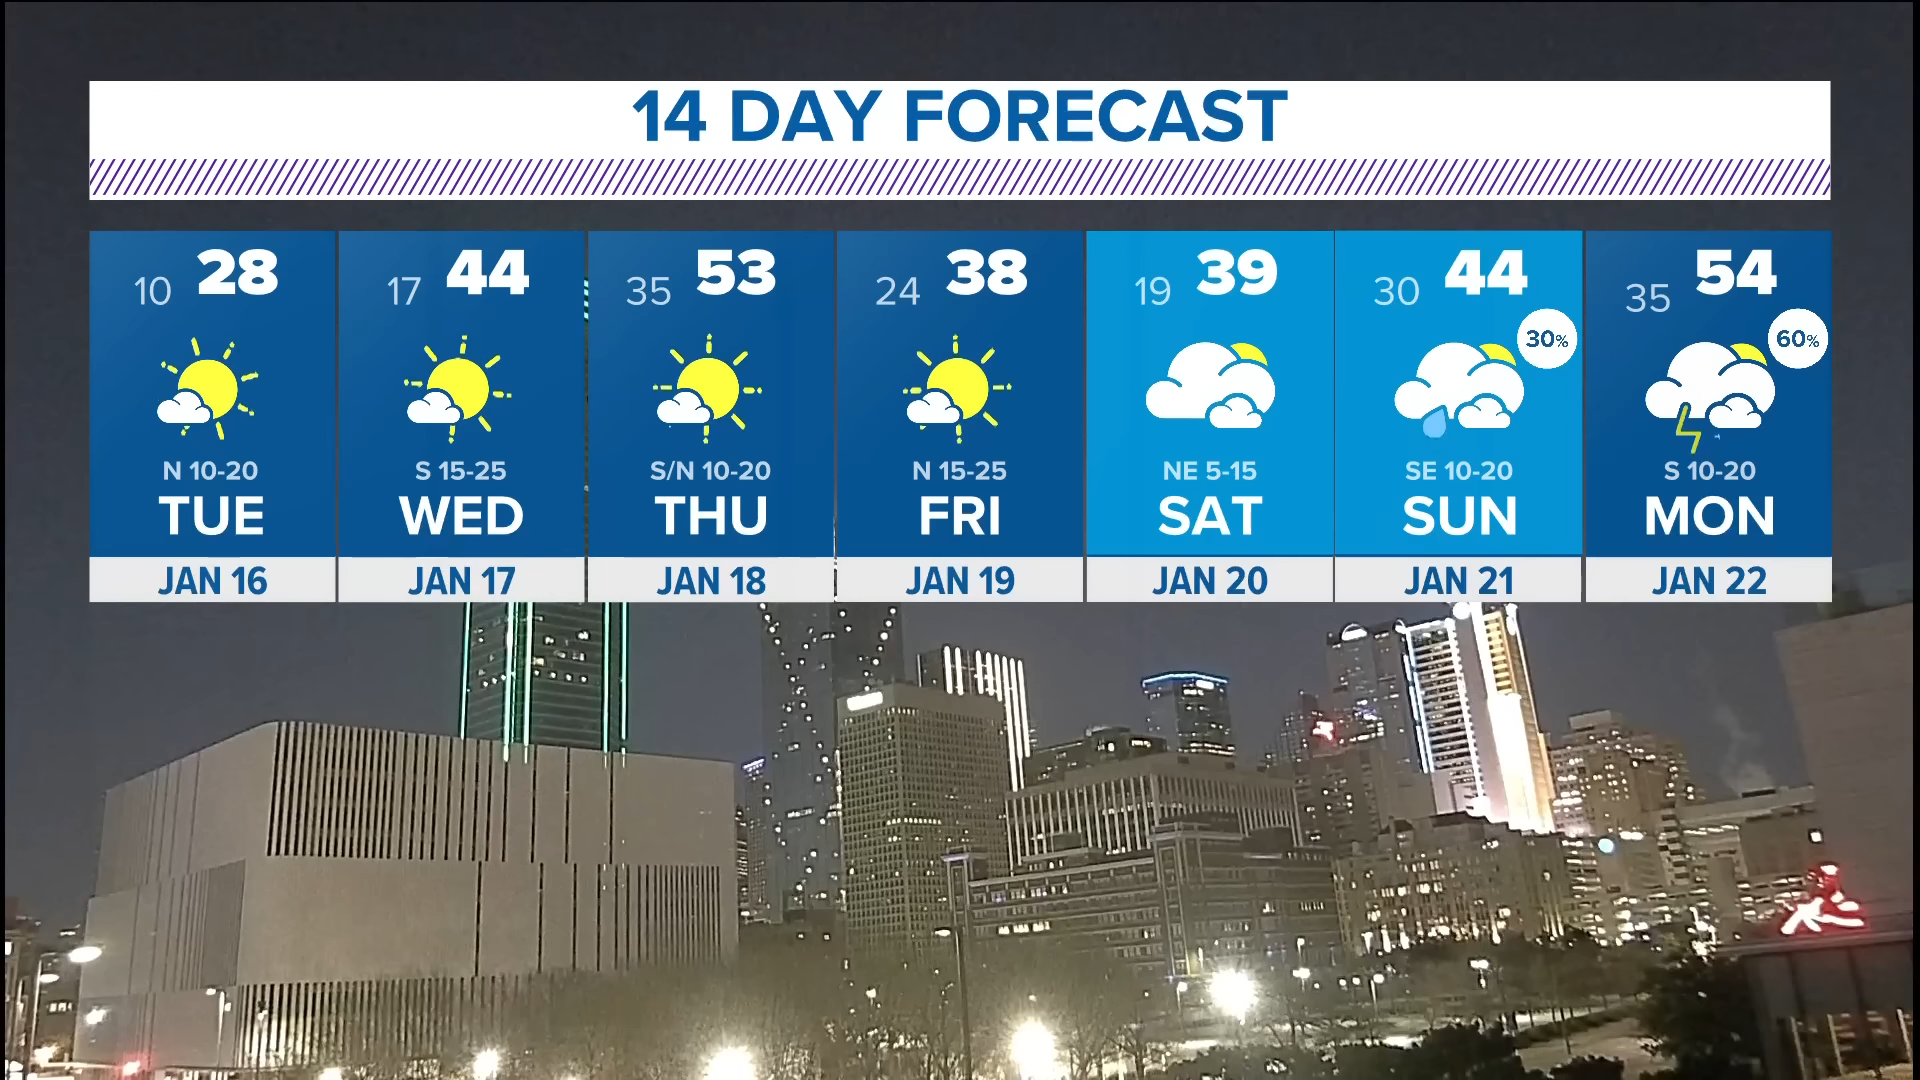 14 DAY FORECAST
10 28
17 44
35 53
24 38
19 39
30 44
35 54
30%
60%
N 10-20
S 15-25
S/N 10-20
N 15-25
NE 5-15
SE 10-20
S 10-20
TUE
WED
THU
FRI
SAT
SUN
MON
JAN 16
JAN 17
JAN 18
JAN 19
JAN 20
JAN 21
JAN 22